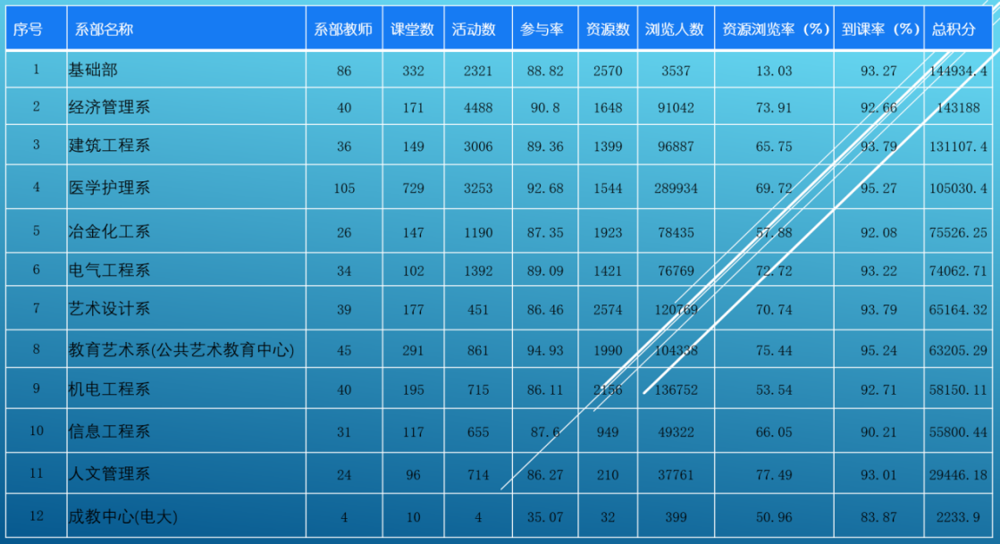 序号 系部名称 系部教师 课堂数 活动数 参与率 资源数 浏览人数 资源浏览率（%） 到课率（%） 总积分
1 基础部 86 332 2321 88.82 2570 3537 13.03 93.27 144934.4
2 经济管理系 40 171 4488 90.8 1648 91042 73.91 92.66 143188
3 建筑工程系 36 149 3006 89.36 1399 96887 65.75 93.79 131107.4
4 医学护理系 105 729 3253 92.68 1544 289934 69.72 95.27 105030.4
5 冶金化工系 26 147 1190 87.35 1923 78435 57.88 92.08 75526.25
6 电气工程系 34 102 1392 89.09 1421 76769 72.72 93.22 74062.71
7 艺术设计系 39 177 451 86.46 2574 120769 70.74 93.79 65164.32
8 教育艺术系(公共艺术教育中心) 45 291 861 94.93 1990 104338 75.44 95.24 63205.29
9 机电工程系 40 195 715 86.11 2156 136752 53.54 92.71 58150.11
10 信息工程系 31 117 655 87.6 949 49322 66.05 90.21 55800.44
11 人文管理系 24 96 714 86.27 210 37761 77.49 93.01 29446.18
12 成教中心(电大) 4 10 4 35.07 32 399 50.96 83.87 2233.9